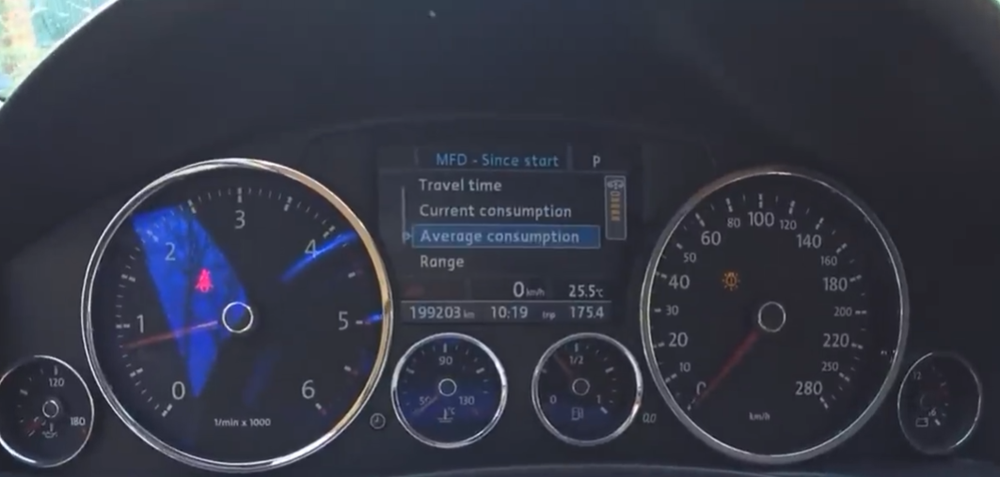 MFD - Since start P
Travel time
Current consumption
Average consumption
Range
0 km/h 25.5°C
199203 km 10:19 trip 175.4
0 1 2 3 4 5 6
1/min x 1000
0 10 20 30 40 50 60 80 100 120 140 160 180 200 220 250 280
km/h
120
180
50 90 130
°C
0 1/2 1
0.0
12
16